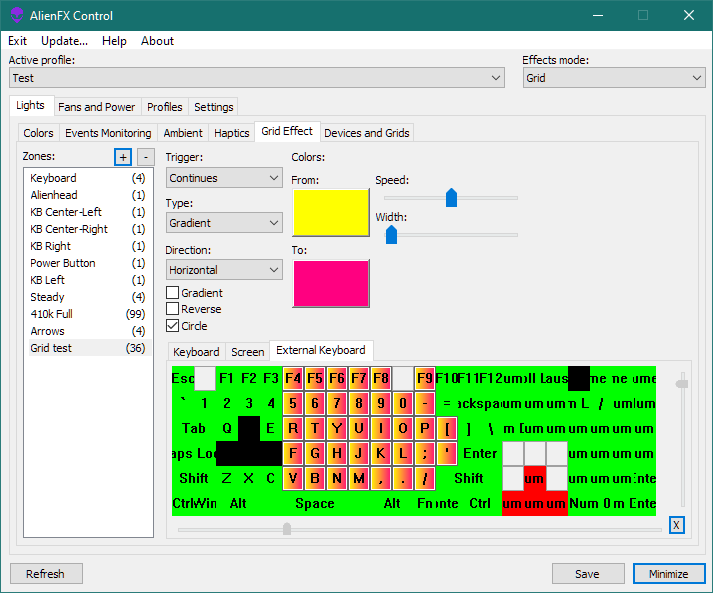 AlienFX Control
Exit Update... Help About
Active profile: Effects mode:
Test Grid
Lights Fans and Power Profiles Settings
Colors Events Monitoring Ambient Haptics Grid Effect Devices and Grids
Zones: + - Trigger: Colors:
Keyboard (4) Continues From: Speed:
Alienhead (1)
KB Center-Left (1) Type: Width:
KB Center-Right (1) Gradient
KB Right (1)
Power Button (1) Direction: To:
KB Left (1) Horizontal
Steady (4) Gradient
410k Full (99) Reverse
Arrows (4) Circle
Grid test (36) Keyboard Screen External Keyboard
Esc F1 F2 F3 F4 F5 F6 F7 F8 F9 F10 F11 F12 um oll L aus me ne ume
` 1 2 3 4 5 6 7 8 9 0 - = ackspa um um um um L / um lum
Tab Q E R T Y U I O P [ ] \ m D um um um um um um
aps Loc F G H J K L ; ' Enter um um um um
Shift Z X C V B N M , . / Shift um um um um Ente
Ctrl Win Alt Space Alt Fn onte Ctrl um um um Num 0 m Ente
X
Refresh Save Minimize